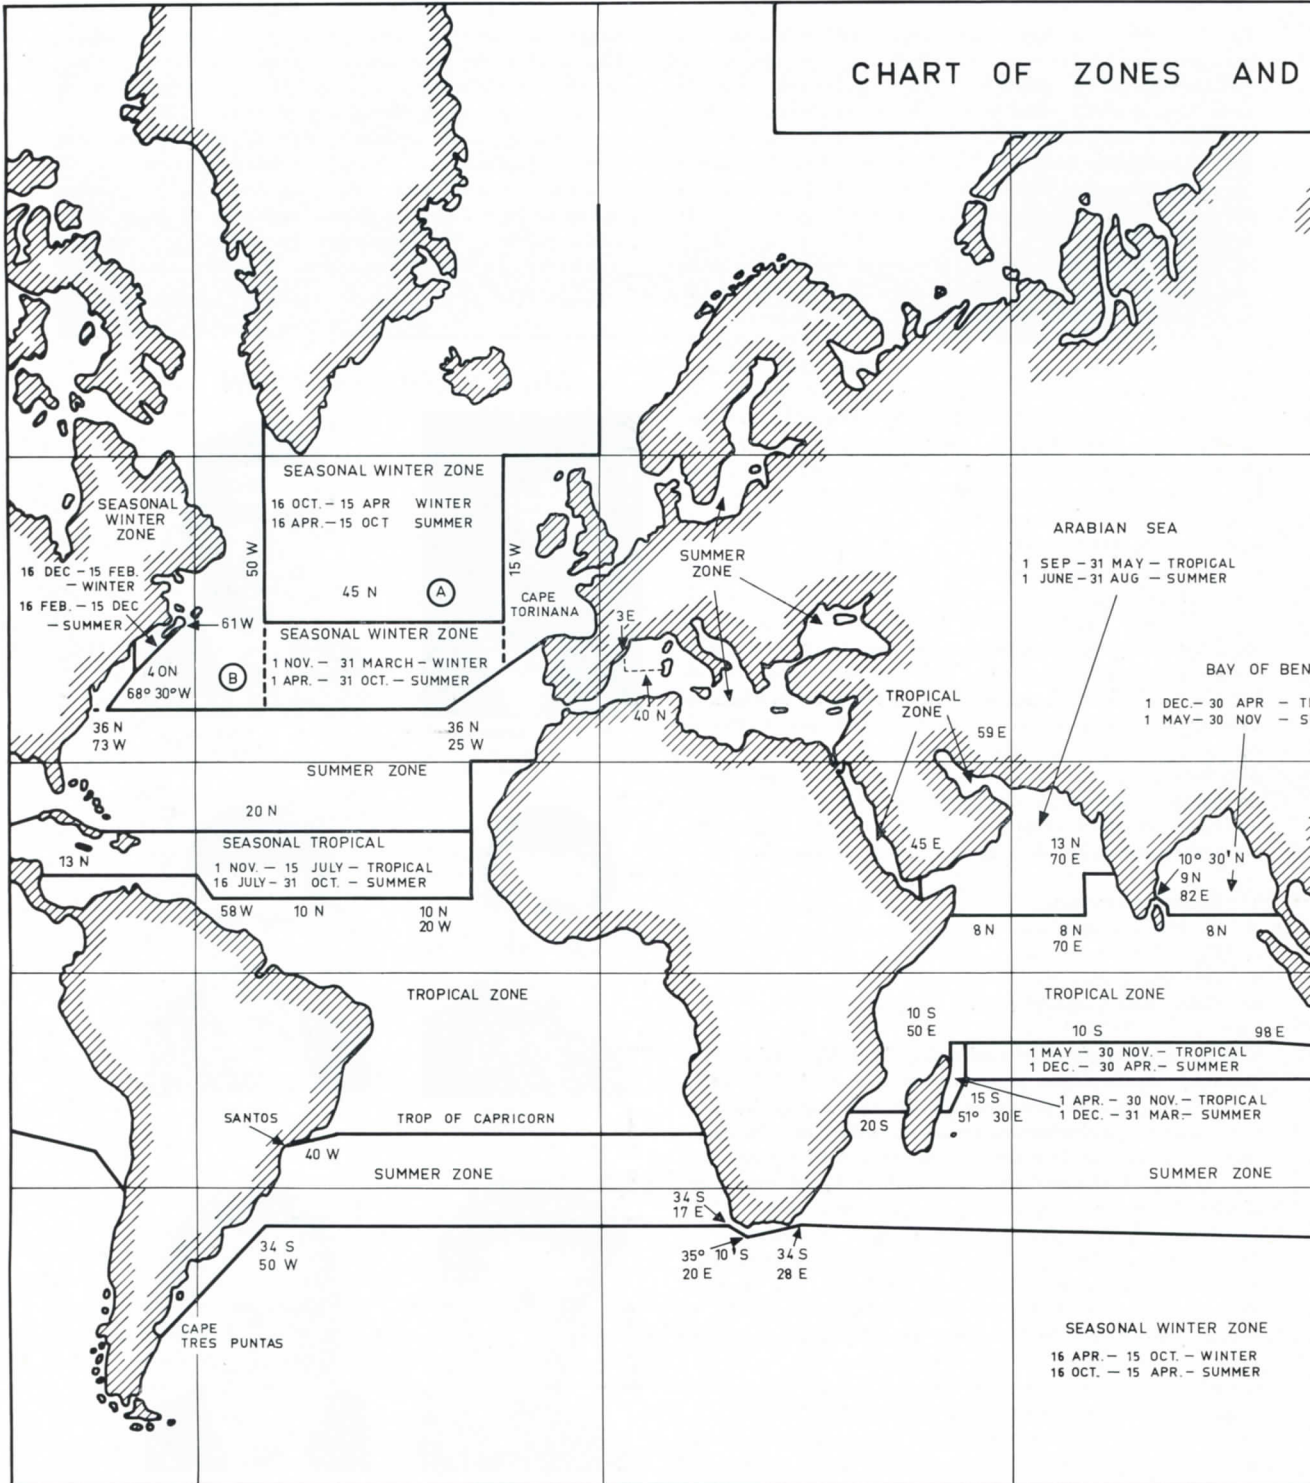 CHART OF ZONES AND
SEASONAL WINTER ZONE
16 OCT. – 15 APR WINTER
16 APR. – 15 OCT SUMMER
50 W
15 W
45 N
A
SEASONAL
WINTER
ZONE
16 DEC – 15 FEB.
– WINTER
16 FEB. – 15 DEC
– SUMMER
61 W
SEASONAL WINTER ZONE
1 NOV. – 31 MARCH – WINTER
1 APR. – 31 OCT. – SUMMER
B
40N
68° 30°W
36 N
73 W
36 N
25 W
CAPE
TORINANA
3 E
40 N
SUMMER
ZONE
ARABIAN SEA
1 SEP – 31 MAY – TROPICAL
1 JUNE – 31 AUG – SUMMER
BAY OF BEN
1 DEC. – 30 APR – T
1 MAY – 30 NOV – S
TROPICAL
ZONE
59 E
SUMMER ZONE
20 N
SEASONAL TROPICAL
1 NOV. – 15 JULY – TROPICAL
16 JULY – 31 OCT. – SUMMER
13 N
58 W
10 N
10 N
20 W
45 E
13 N
70 E
10° 30' N
9 N
82 E
8 N
8 N
70 E
8 N
TROPICAL ZONE
TROPICAL ZONE
10 S
50 E
10 S
98 E
1 MAY – 30 NOV. – TROPICAL
1 DEC. – 30 APR. – SUMMER
1 APR. – 30 NOV. – TROPICAL
1 DEC. – 31 MAR. – SUMMER
15 S
51° 30 E
20 S
SANTOS
TROP OF CAPRICORN
40 W
SUMMER ZONE
SUMMER ZONE
34 S
17 E
34 S
50 W
35° 10' S
20 E
34 S
28 E
CAPE
TRES PUNTAS
SEASONAL WINTER ZONE
16 APR. – 15 OCT. – WINTER
16 OCT. – 15 APR. – SUMMER